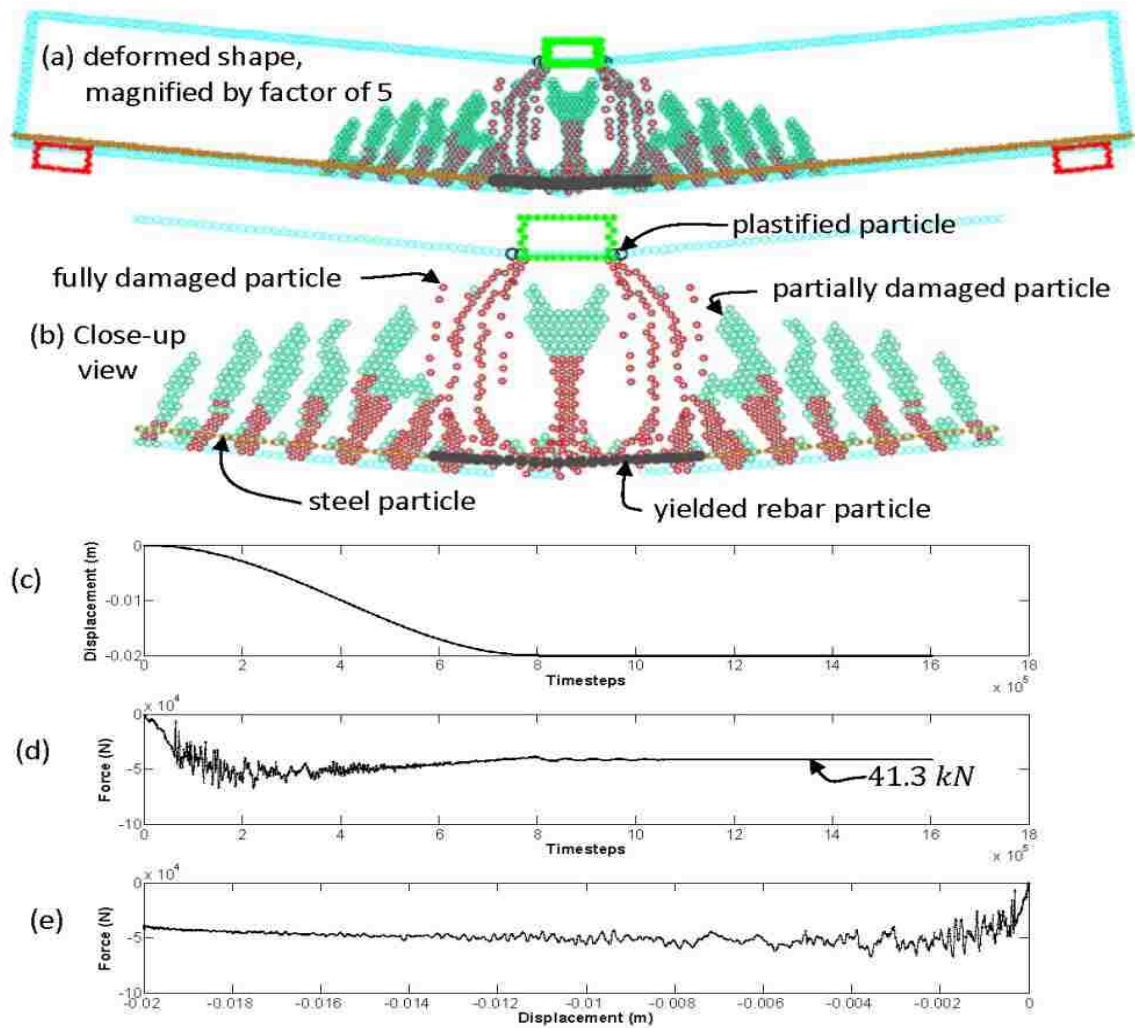 (a) deformed shape,
magnified by factor of 5
plastified particle
fully damaged particle
partially damaged particle
(b) Close-up
view
steel particle
yielded rebar particle
(c)
Displacement (m)
0
-0.01
-0.02
0 2 4 6 8 10 12 14 16 18
Timesteps
x 10^5
(d)
x 10^4
Force (N)
0
-5
-10
41.3 kN
0 2 4 6 8 10 12 14 16 18
Timesteps
x 10^5
(e)
x 10^4
Force (N)
0
-5
-10
-0.02 -0.018 -0.016 -0.014 -0.012 -0.01 -0.008 -0.006 -0.004 -0.002 0
Displacement (m)